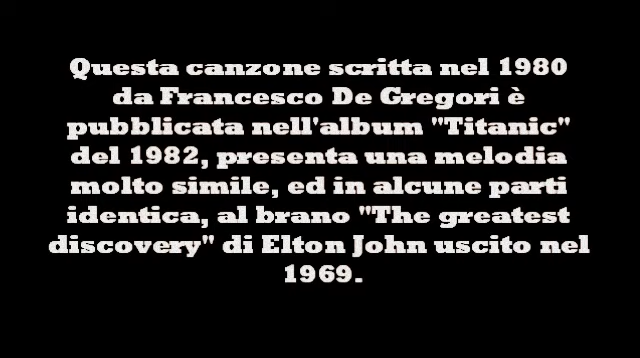 Questa canzone scritta nel 1980
da Francesco De Gregori è
pubblicata nell'album "Titanic"
del 1982, presenta una melodia
molto simile, ed in alcune parti
identica, al brano "The greatest
discovery" di Elton John uscito nel
1969.